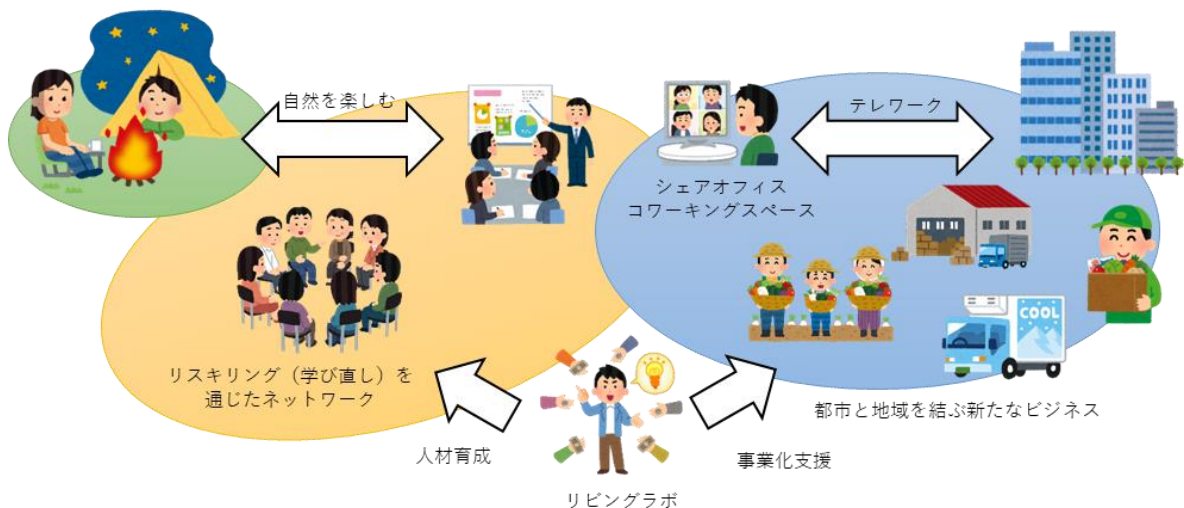 自然を楽しむ
テレワーク
シェアオフィス
コワーキングスペース
COOL
リスキリング（学び直し）を
通じたネットワーク
都市と地域を結ぶ新たなビジネス
人材育成
事業化支援
リビングラボ